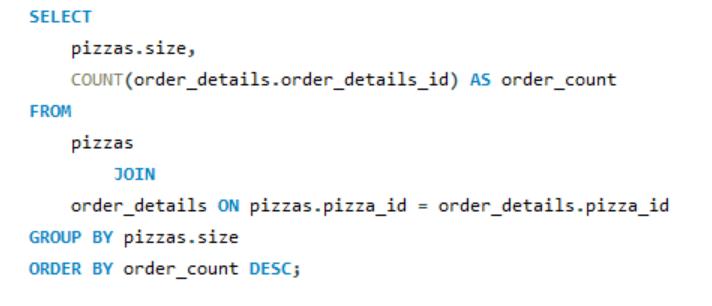 SELECT
pizzas.size,
COUNT(order_details.order_details_id) AS order_count
FROM
pizzas
JOIN
order_details ON pizzas.pizza_id = order_details.pizza_id
GROUP BY pizzas.size
ORDER BY order_count DESC;